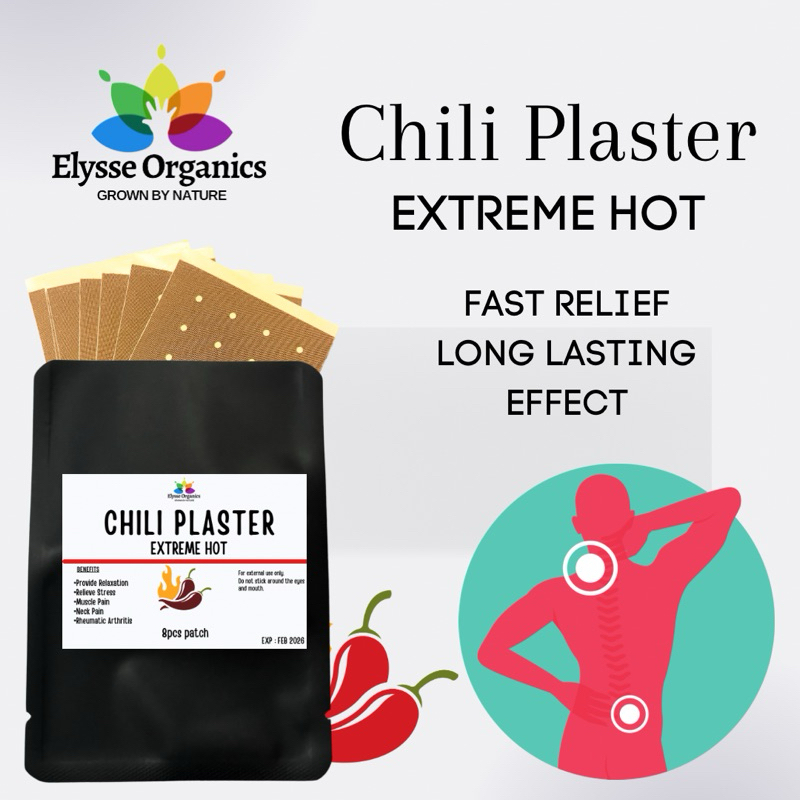 Elysse Organics
GROWN BY NATURE
Chili Plaster
EXTREME HOT
FAST RELIEF
LONG LASTING
EFFECT
Elysse Organics
CHILI PLASTER
EXTREME HOT
BENEFITS
•Provide Relaxation
•Relieve Stress
•Muscle Pain
•Neck Pain
•Rheumatic Arthritis
For external use only.
Do not stick around the eyes
and mouth.
8pcs patch
EXP : FEB 2026